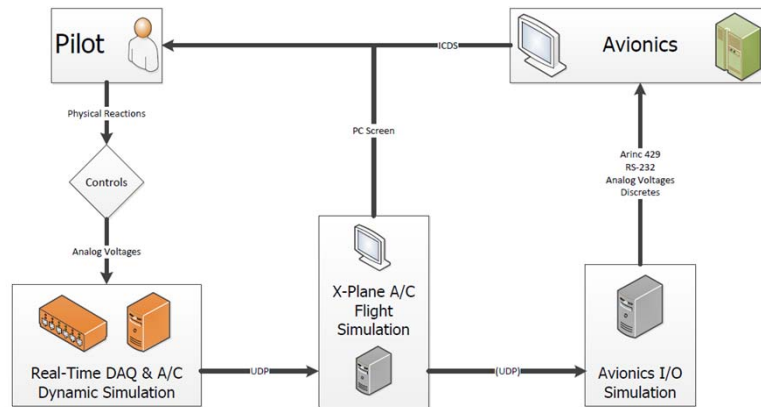 Pilot
ICDS
Avionics
Physical Reactions
PC Screen
Arinc 429
RS-232
Analog Voltages
Discretes
Controls
Analog Voltages
X-Plane A/C
Flight
Simulation
Real-Time DAQ & A/C
Dynamic Simulation
UDP
(UDP)
Avionics I/O
Simulation